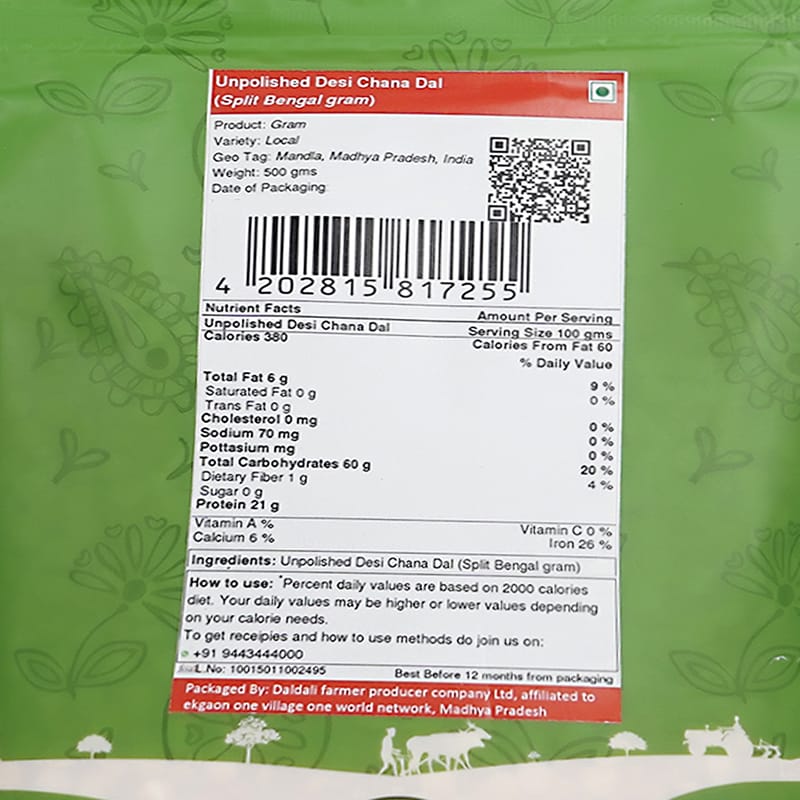 Unpolished Desi Chana Dal
(Split Bengal gram)
Product: Gram
Variety: Local
Geo Tag: Mandla, Madhya Pradesh, India
Weight: 500 gms
Date of Packaging:
4 202815 817255
Nutrient Facts
Amount Per Serving
Unpolished Desi Chana Dal
Serving Size 100 gms
Calories 380
Calories From Fat 60
% Daily Value
Total Fat 6 g
9 %
Saturated Fat 0 g
0 %
Trans Fat 0 g
Cholesterol 0 mg
0 %
Sodium 70 mg
0 %
Pottasium mg
0 %
Total Carbohydrates 60 g
20 %
Dietary Fiber 1 g
4 %
Sugar 0 g
Protein 21 g
Vitamin A %
Vitamin C 0 %
Calcium 6 %
Iron 26 %
Ingredients: Unpolished Desi Chana Dal (Split Bengal gram)
How to use: *Percent daily values are based on 2000 calories
diet. Your daily values may be higher or lower values depending
on your calorie needs.
To get receipies and how to use methods do join us on:
+91 9443444000
L.No: 10015011002495
Best Before 12 months from packaging
Packaged By: Daldali farmer producer company Ltd, affiliated to
ekgaon one village one world network, Madhya Pradesh